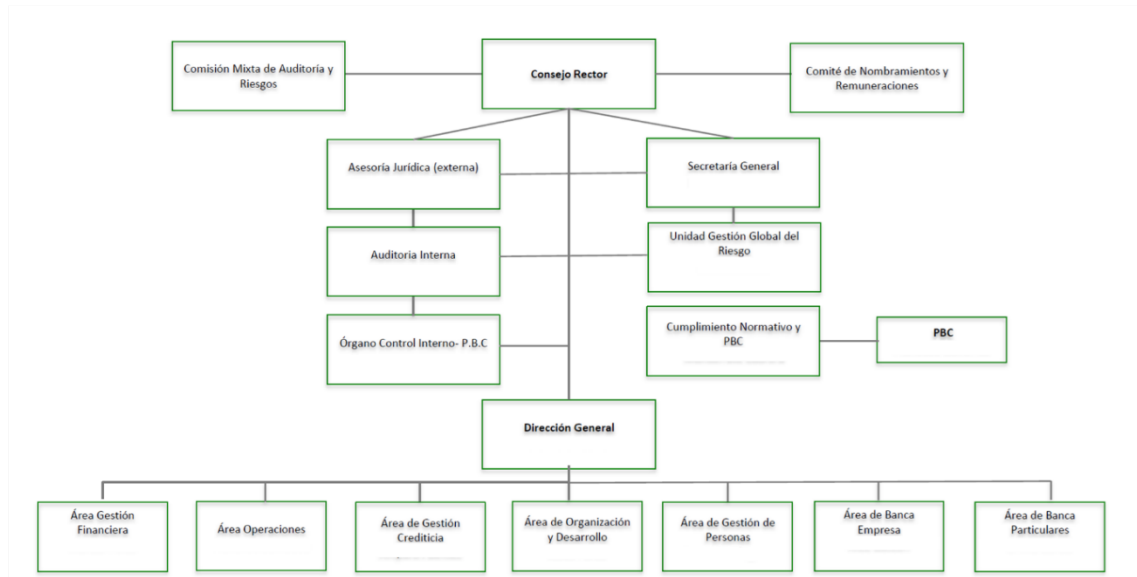 Comisión Mixta de Auditoría y
Riesgos
Consejo Rector
Comité de Nombramientos y
Remuneraciones
Asesoría Jurídica (externa)
Secretaría General
Auditoria Interna
Unidad Gestión Global del
Riesgo
Órgano Control Interno- P.B.C
Cumplimiento Normativo y
PBC
PBC
Dirección General
Área Gestión
Financiera
Área Operaciones
Área de Gestión
Crediticia
Área de Organización
y Desarrollo
Área de Gestión de
Personas
Área de Banca
Empresa
Área de Banca
Particulares